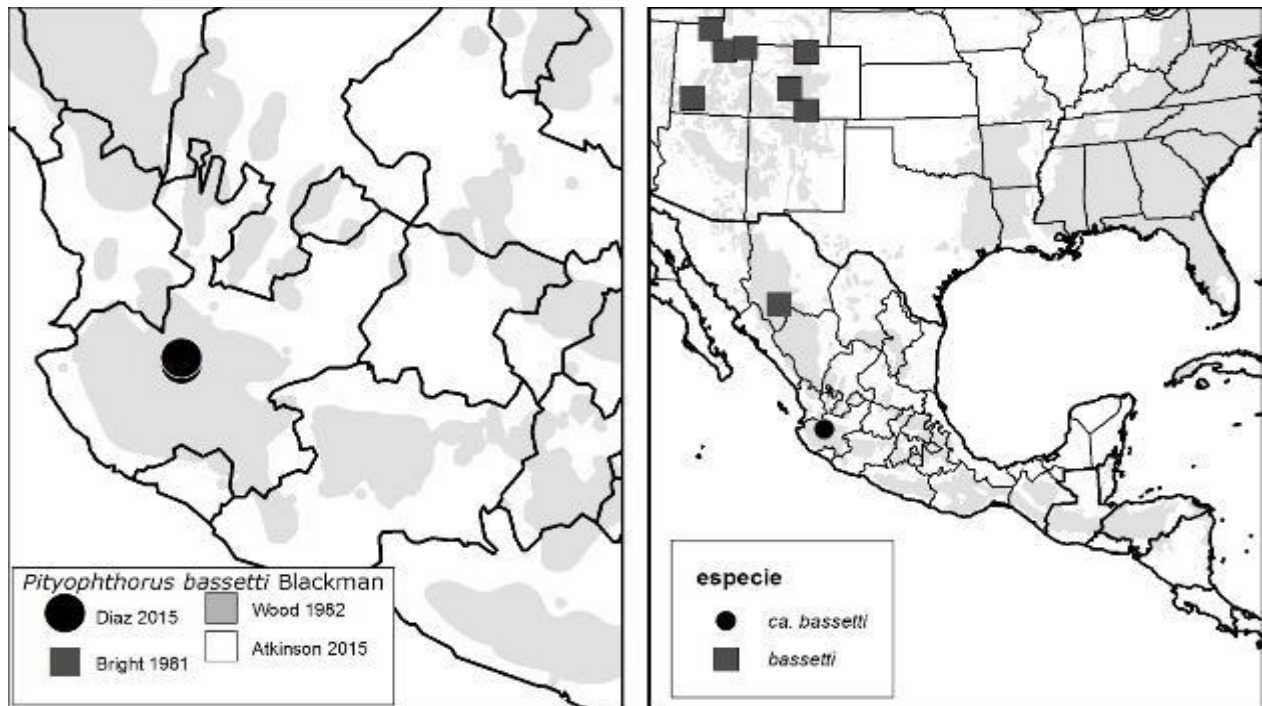 Pityophthorus bassetti Blackman
Diaz 2015
Wood 1982
Bright 1981
Atkinson 2015
especie
ca. bassetti
bassetti